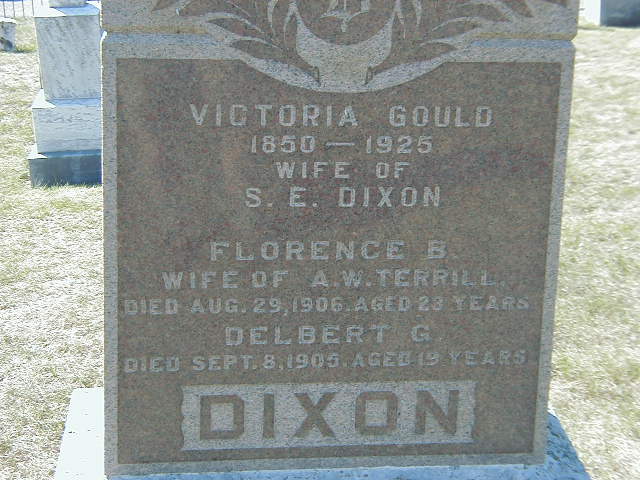 VICTORIA GOULD
1850 — 1925
WIFE OF
S. E. DIXON
FLORENCE B.
WIFE OF A.W. TERRILL.
DIED AUG. 29, 1906. AGED 23 YEARS
DELBERT G
DIED SEPT. 8, 1905. AGED 19 YEARS
DIXON